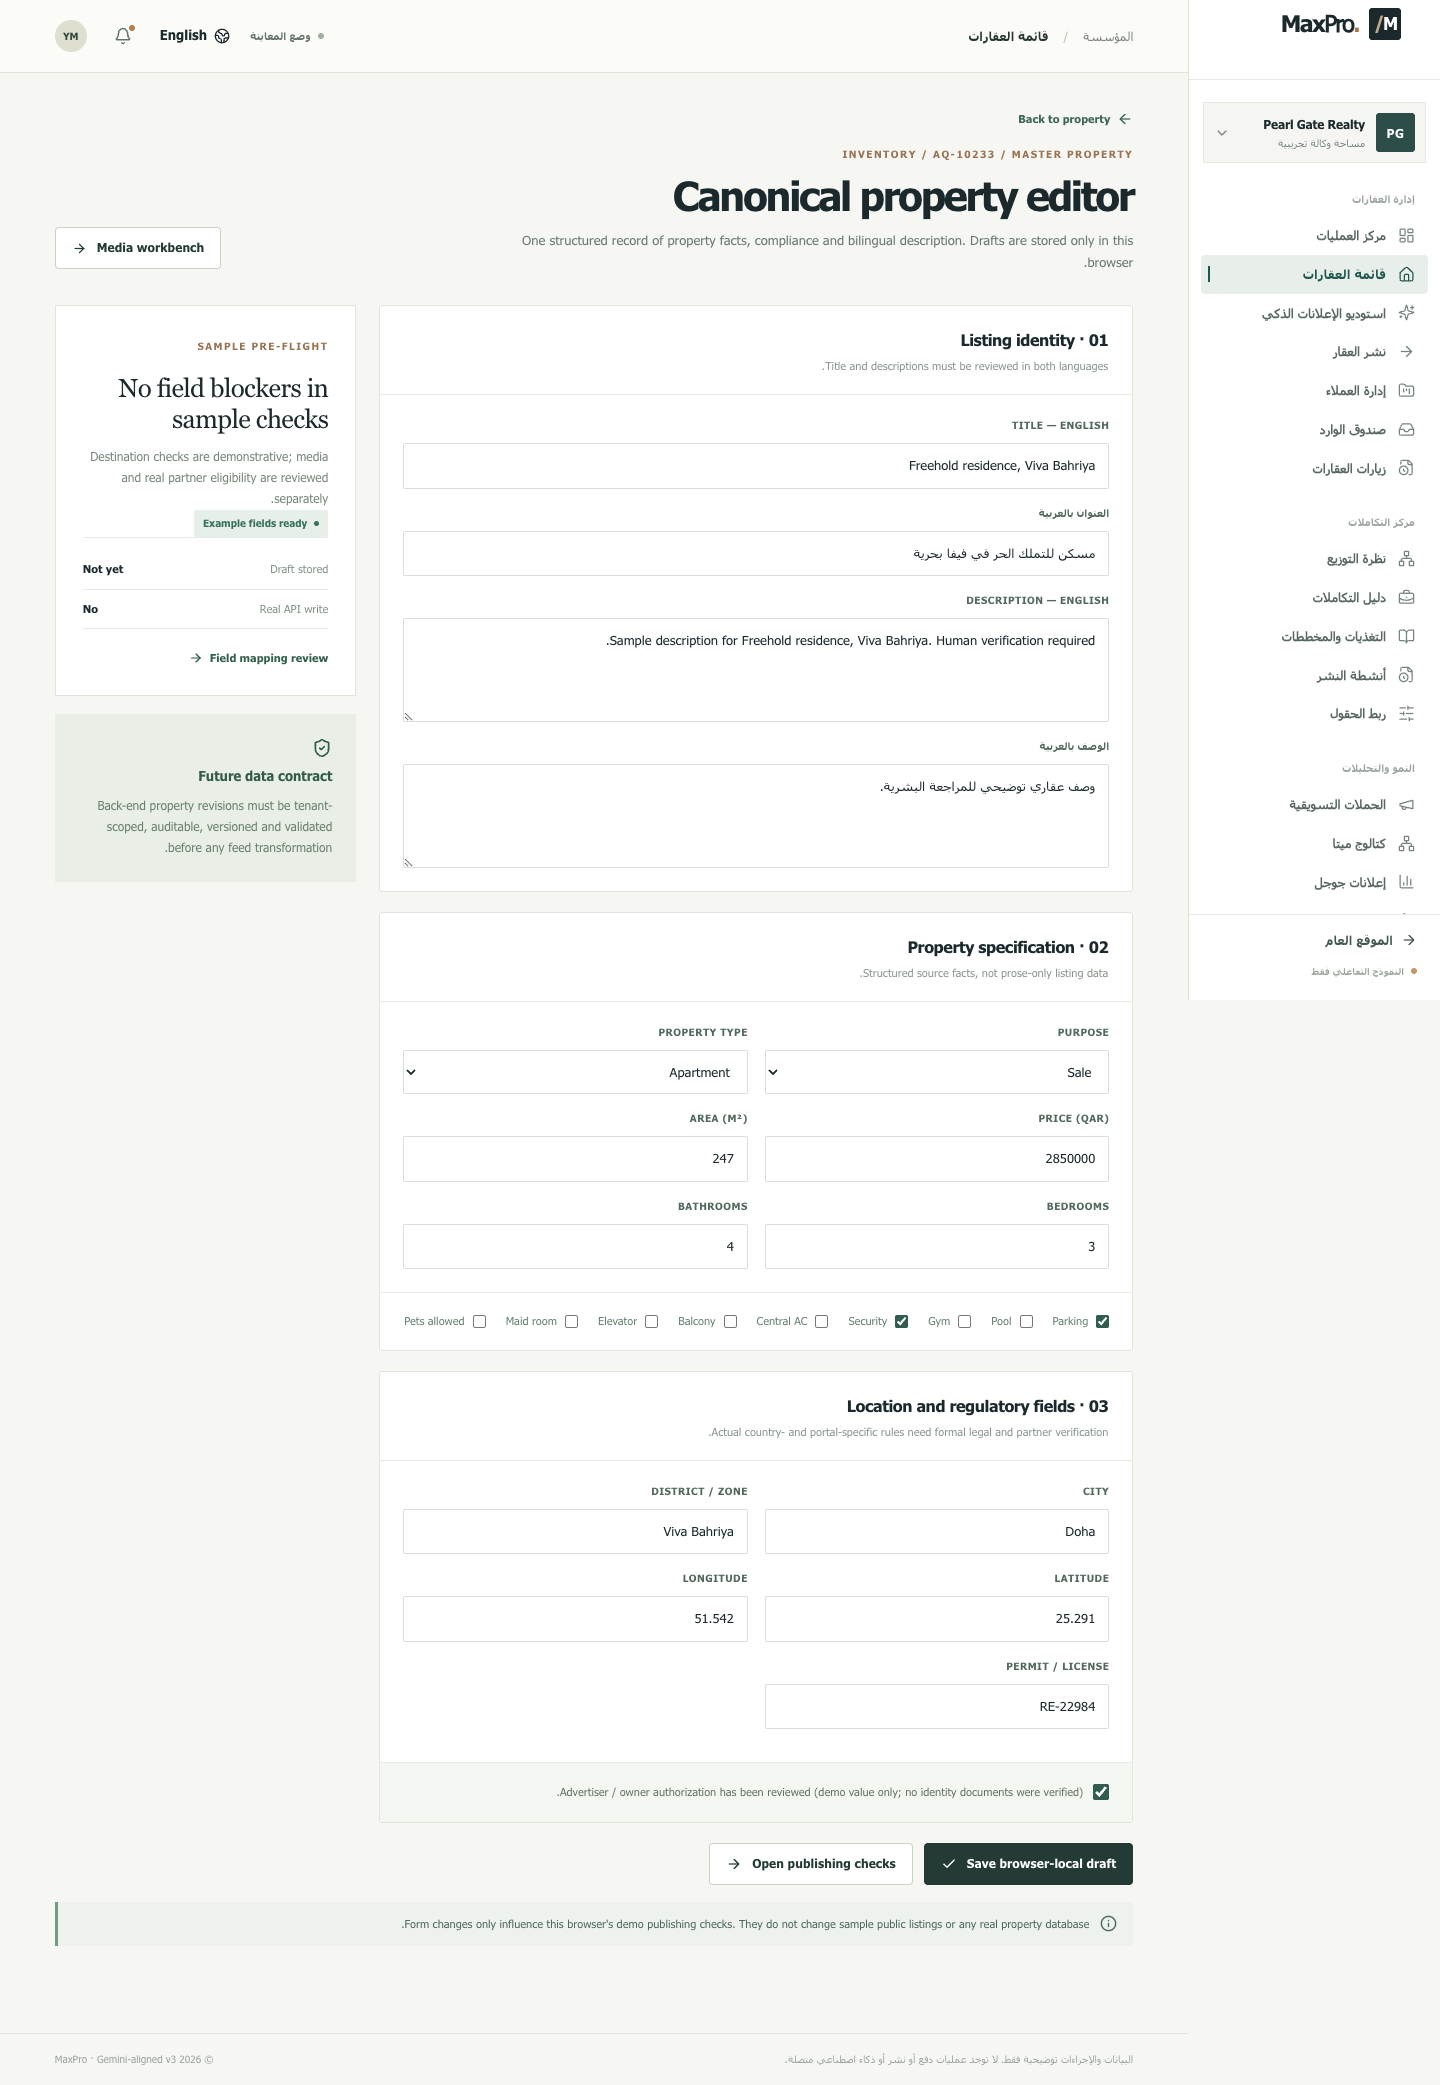 MaxPro.
/M
المؤسسة / قائمة العقارات
وضع المعاينة
English
YM
PG
Pearl Gate Realty
مساحة وكالة تجريبية
إدارة العقارات
مركز العمليات
قائمة العقارات
استوديو الإعلانات الذكي
نشر العقار
إدارة العملاء
صندوق الوارد
زيارات العقارات
مركز التكاملات
نظرة التوزيع
دليل التكاملات
التغذيات والمخططات
أنشطة النشر
ربط الحقول
النمو والتحليلات
الحملات التسويقية
كتالوج ميتا
إعلانات جوجل
الموقع العام
النموذج التفاعلي فقط
Back to property
INVENTORY / AQ-10233 / MASTER PROPERTY
Canonical property editor
One structured record of property facts, compliance and bilingual description. Drafts are stored only in this
browser.
Media workbench
01 · Listing identity
Title and descriptions must be reviewed in both languages.
TITLE — ENGLISH
Freehold residence, Viva Bahriya
العنوان بالعربية
مسكن للتملك الحر في فيفا بحرية
DESCRIPTION — ENGLISH
Sample description for Freehold residence, Viva Bahriya. Human verification required.
الوصف بالعربية
وصف عقاري توضيحي للمراجعة البشرية.
02 · Property specification
Structured source facts, not prose-only listing data.
PURPOSE
Sale
PROPERTY TYPE
Apartment
PRICE (QAR)
2850000
AREA (M²)
247
BEDROOMS
3
BATHROOMS
4
Parking
Pool
Gym
Security
Central AC
Balcony
Elevator
Maid room
Pets allowed
03 · Location and regulatory fields
Actual country- and portal-specific rules need formal legal and partner verification.
CITY
Doha
DISTRICT / ZONE
Viva Bahriya
LATITUDE
25.291
LONGITUDE
51.542
PERMIT / LICENSE
RE-22984
Advertiser / owner authorization has been reviewed (demo value only; no identity documents were verified).
Save browser-local draft
Open publishing checks
SAMPLE PRE-FLIGHT
No field blockers in
sample checks
Destination checks are demonstrative; media
and real partner eligibility are reviewed
separately.
Example fields ready
Draft stored
Not yet
Real API write
No
Field mapping review
Future data contract
Back-end property revisions must be tenant-
scoped, auditable, versioned and validated
before any feed transformation.
Form changes only influence this browser's demo publishing checks. They do not change sample public listings or any real property database.
البيانات والإجراءات توضيحية فقط. لا توجد عمليات دفع أو نشر أو ذكاء اصطناعي متصلة.
© 2026 MaxPro · Gemini-aligned v3